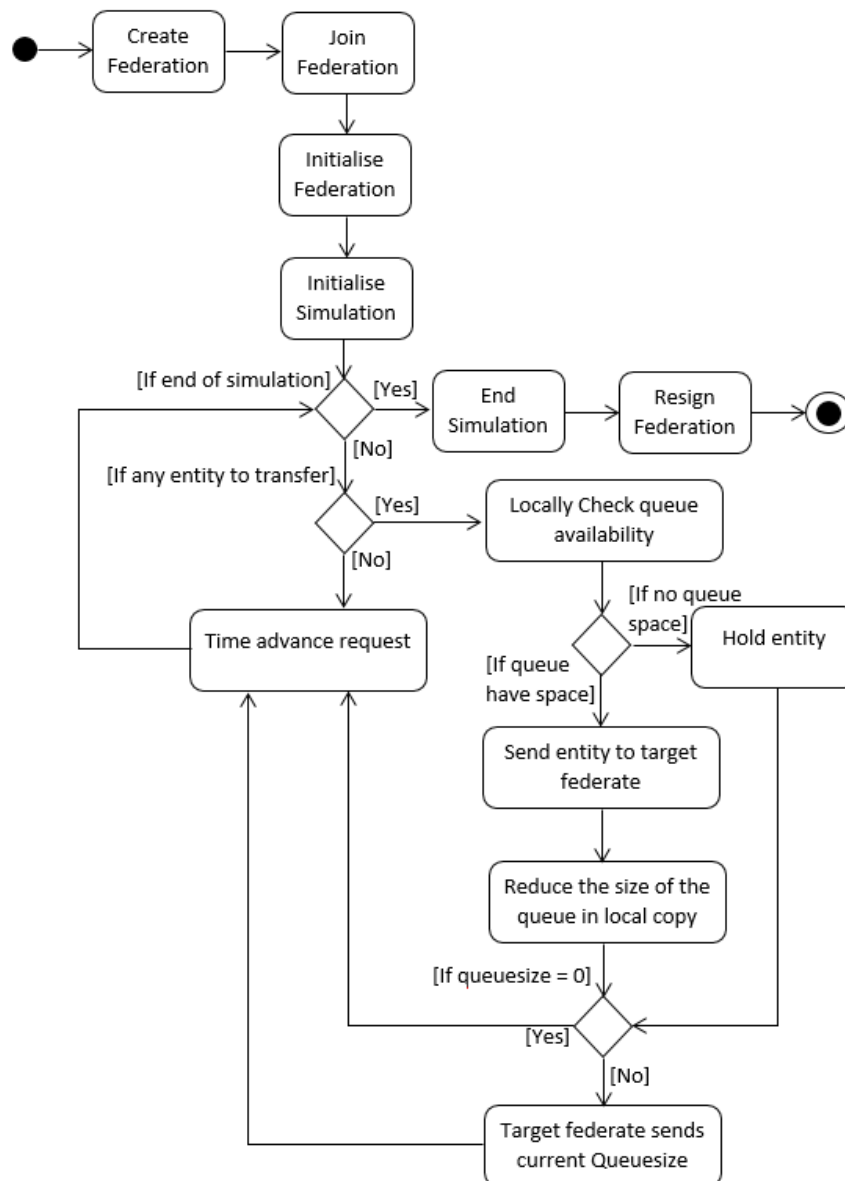 Create
Federation
Join
Federation
Initialise
Federation
Initialise
Simulation
[If end of simulation]
[Yes]
End
Simulation
Resign
Federation
[No]
[If any entity to transfer]
[Yes]
Locally Check queue
availability
[No]
Time advance request
[If no queue
space]
Hold entity
[If queue
have space]
Send entity to target
federate
Reduce the size of the
queue in local copy
[If queuesize = 0]
[Yes]
[No]
Target federate sends
current Queuesize